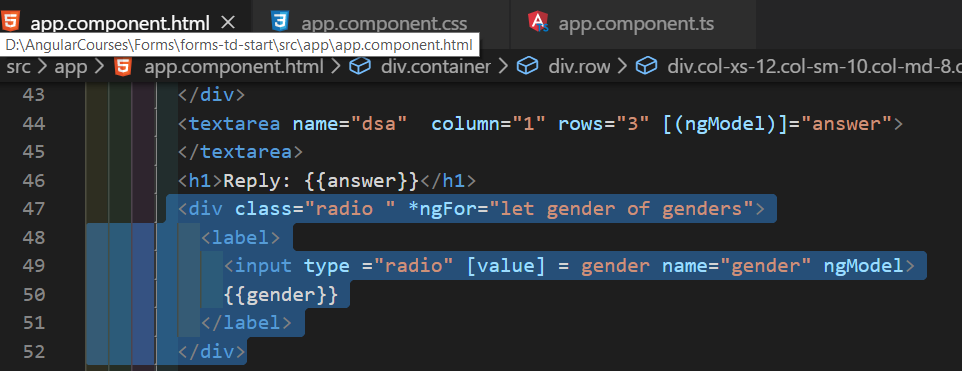 app.component.html × app.component.css app.component.ts
D:\AngularCourses\Forms\forms-td-start\src\app\app.component.html
src > app > app.component.html > div.container > div.row > div.col-xs-12.col-sm-10.col-md-8.c
43 </div>
44 <textarea name="dsa"  column="1" rows="3" [(ngModel)]="answer">
45 </textarea>
46 <h1>Reply: {{answer}}</h1>
47 <div class="radio " *ngFor="let gender of genders">
48 <label>
49 <input type ="radio" [value] = gender name="gender" ngModel>
50 {{gender}}
51 </label>
52 </div>